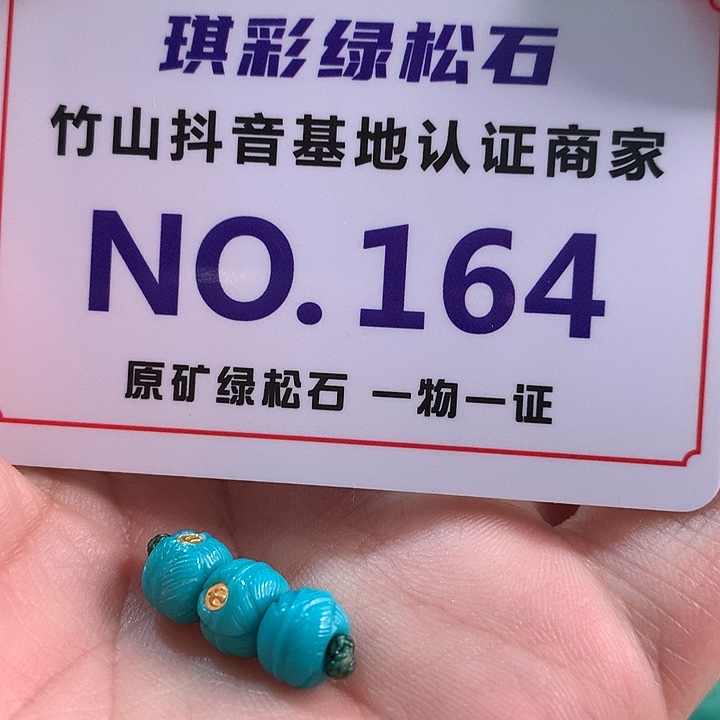 琪彩绿松石
竹山抖音基地认证商家
NO.164
原矿绿松石 一物一证